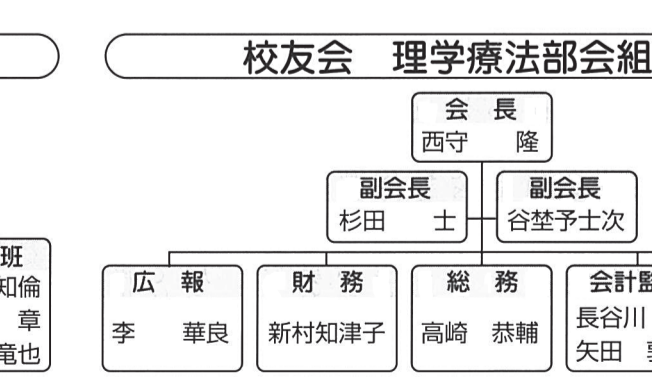 校友会　理学療法部会組
会　長
西守　　隆
副会長
杉田　　士
副会長
谷埜予士次
班
知倫
章
竜也
広　報
李　　華良
財　務
新村知津子
総　務
高崎　恭輔
会計監
長谷川
矢田